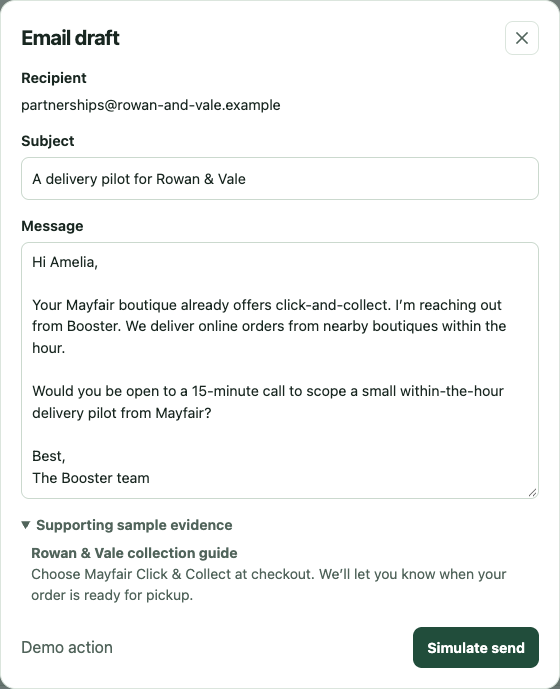 Email draft
Recipient
partnerships@rowan-and-vale.example
Subject
A delivery pilot for Rowan & Vale
Message
Hi Amelia,
Your Mayfair boutique already offers click-and-collect. I’m reaching out
from Booster. We deliver online orders from nearby boutiques within the
hour.
Would you be open to a 15-minute call to scope a small within-the-hour
delivery pilot from Mayfair?
Best,
The Booster team
Supporting sample evidence
Rowan & Vale collection guide
Choose Mayfair Click & Collect at checkout. We’ll let you know when your
order is ready for pickup.
Demo action
Simulate send